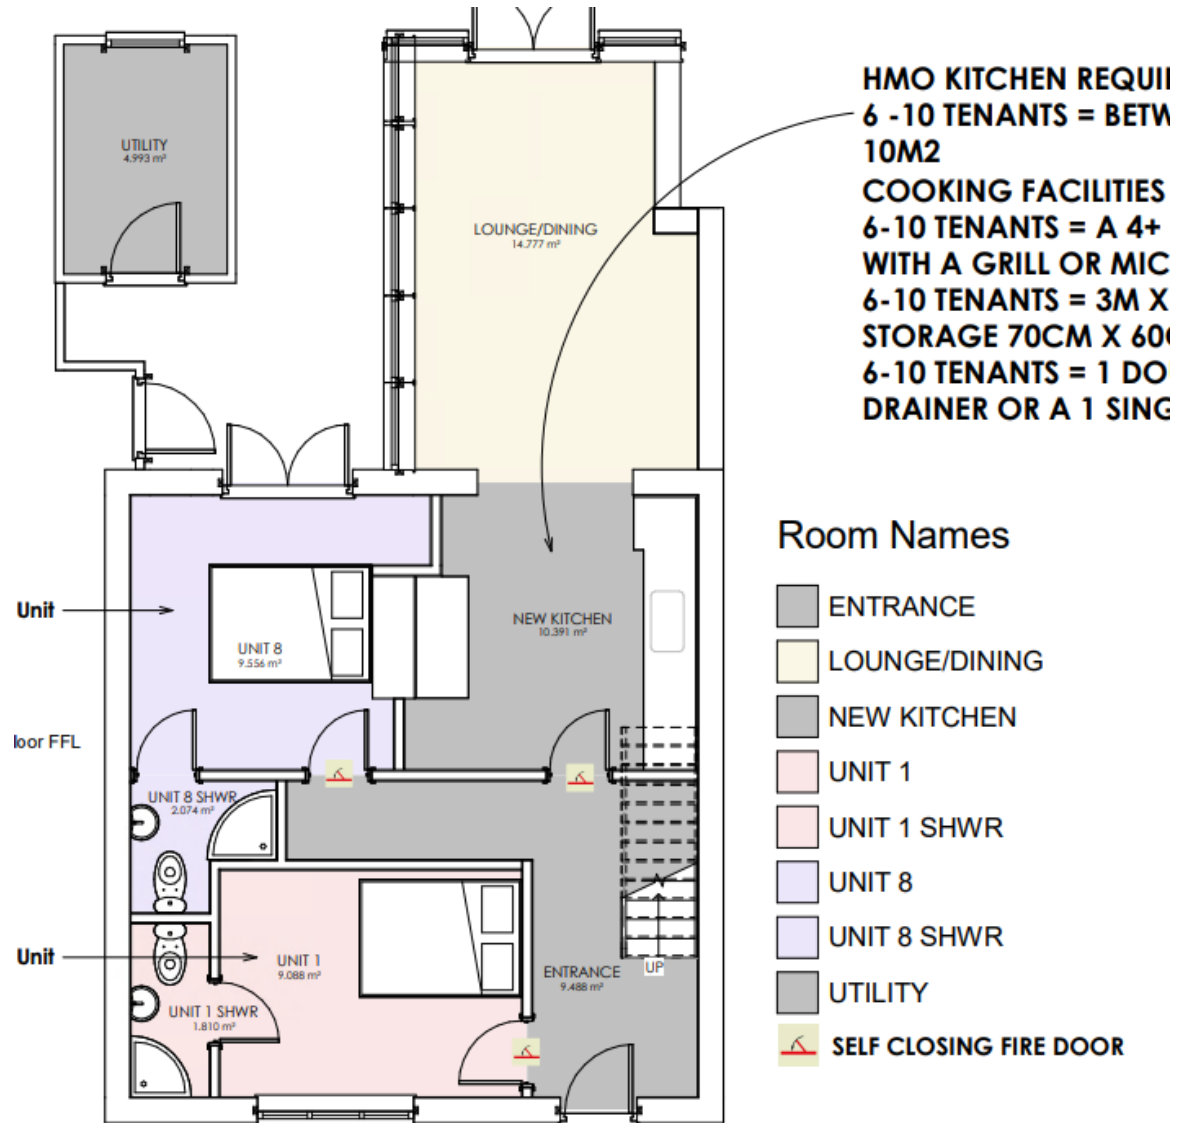 UTILITY
4.993 m²
LOUNGE/DINING
14.777 m²
HMO KITCHEN REQUI
6 -10 TENANTS = BETW
10M2
COOKING FACILITIES
6-10 TENANTS = A 4+
WITH A GRILL OR MIC
6-10 TENANTS = 3M X
STORAGE 70CM X 60
6-10 TENANTS = 1 DO
DRAINER OR A 1 SING
Unit
UNIT 8
9.556 m²
NEW KITCHEN
10.391 m²
loor FFL
UNIT 8 SHWR
2.074 m²
Unit
UNIT 1
9.088 m²
UNIT 1 SHWR
1.810 m²
ENTRANCE
9.488 m²
UP
Room Names
ENTRANCE
LOUNGE/DINING
NEW KITCHEN
UNIT 1
UNIT 1 SHWR
UNIT 8
UNIT 8 SHWR
UTILITY
SELF CLOSING FIRE DOOR